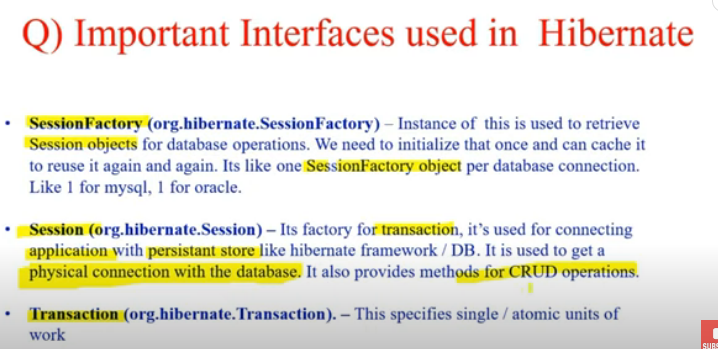 Q) Important Interfaces used in Hibernate
• SessionFactory (org.hibernate.SessionFactory) – Instance of this is used to retrieve
Session objects for database operations. We need to initialize that once and can cache it
to reuse it again and again. Its like one SessionFactory object per database connection.
Like 1 for mysql, 1 for oracle.
• Session (org.hibernate.Session) – Its factory for transaction, it's used for connecting
application with persistant store like hibernate framework / DB. It is used to get a
physical connection with the database. It also provides methods for CRUD operations.
• Transaction (org.hibernate.Transaction). – This specifies single / atomic units of
work